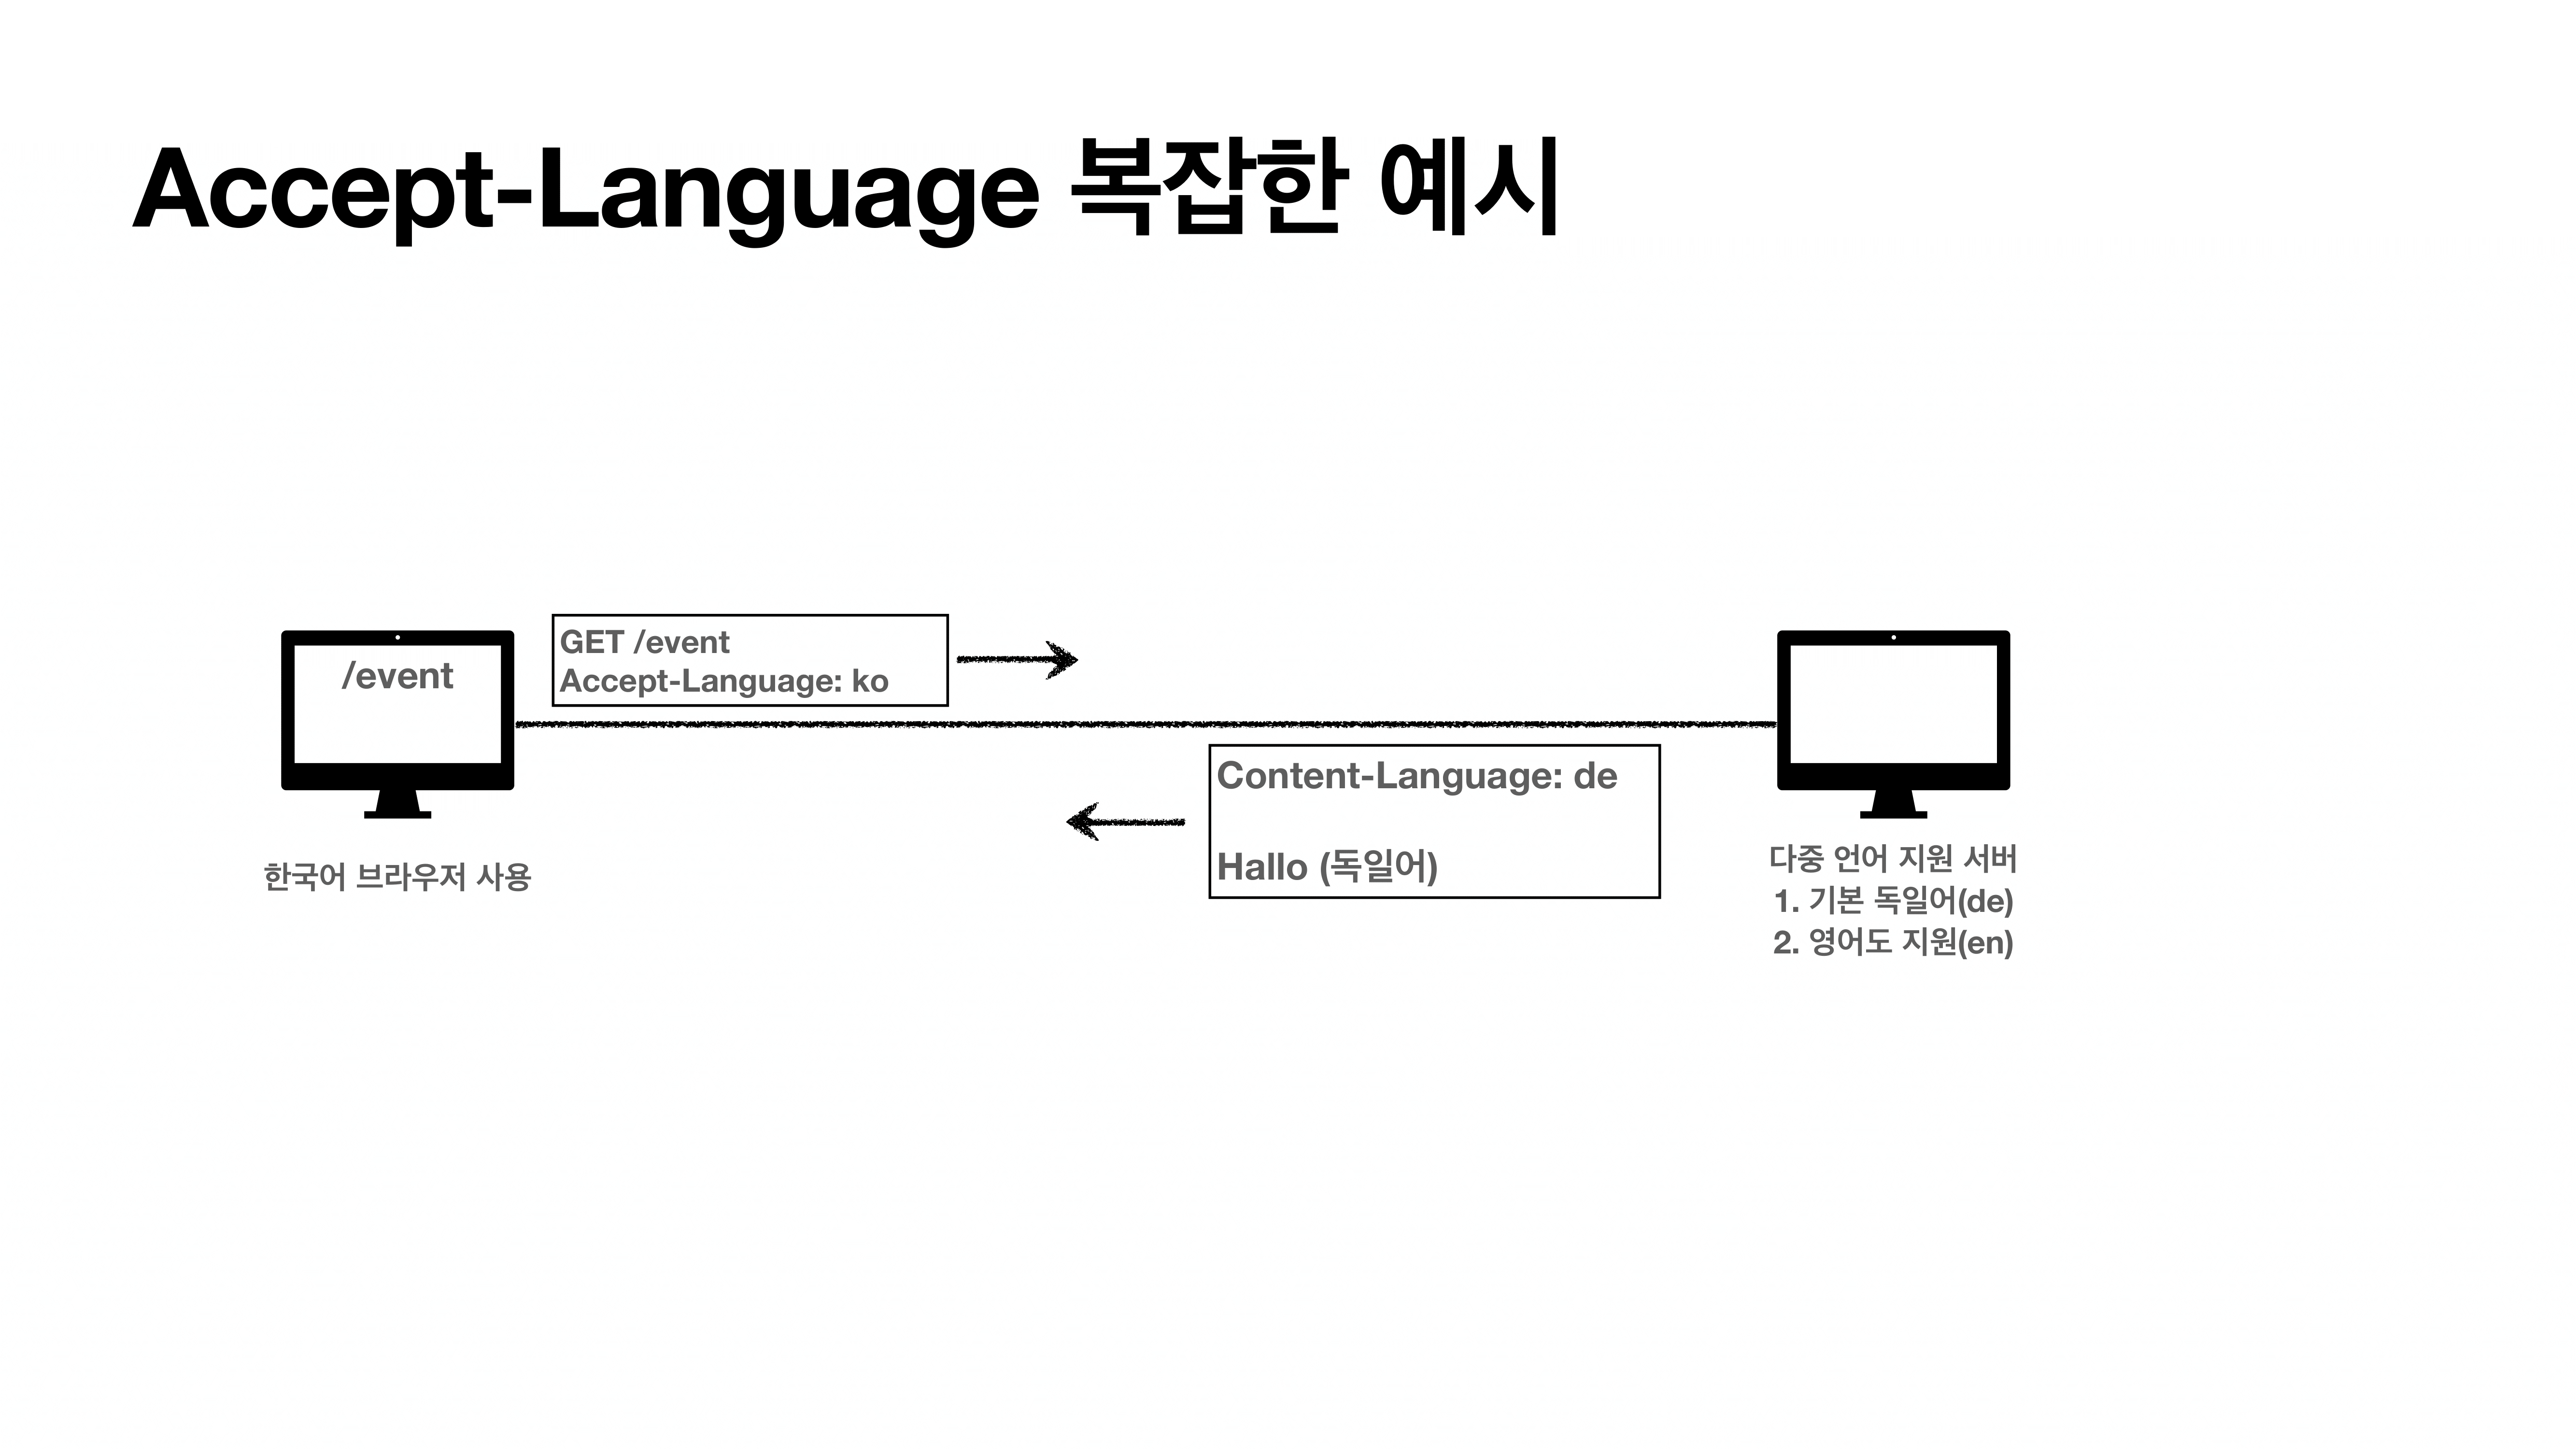 Accept-Language 복잡한 예시
/event
GET /event
Accept-Language: ko
Content-Language: de
Hallo (독일어)
한국어 브라우저 사용
다중 언어 지원 서버
1. 기본 독일어(de)
2. 영어도 지원(en)